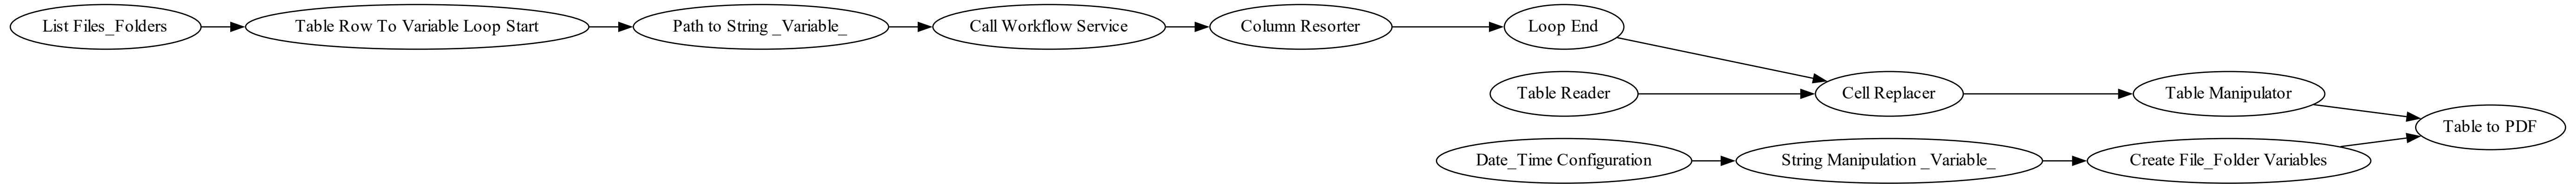 List Files_Folders
Table Row To Variable Loop Start
Path to String _Variable_
Call Workflow Service
Column Resorter
Loop End
Table Reader
Cell Replacer
Table Manipulator
Table to PDF
Date_Time Configuration
String Manipulation _Variable_
Create File_Folder Variables